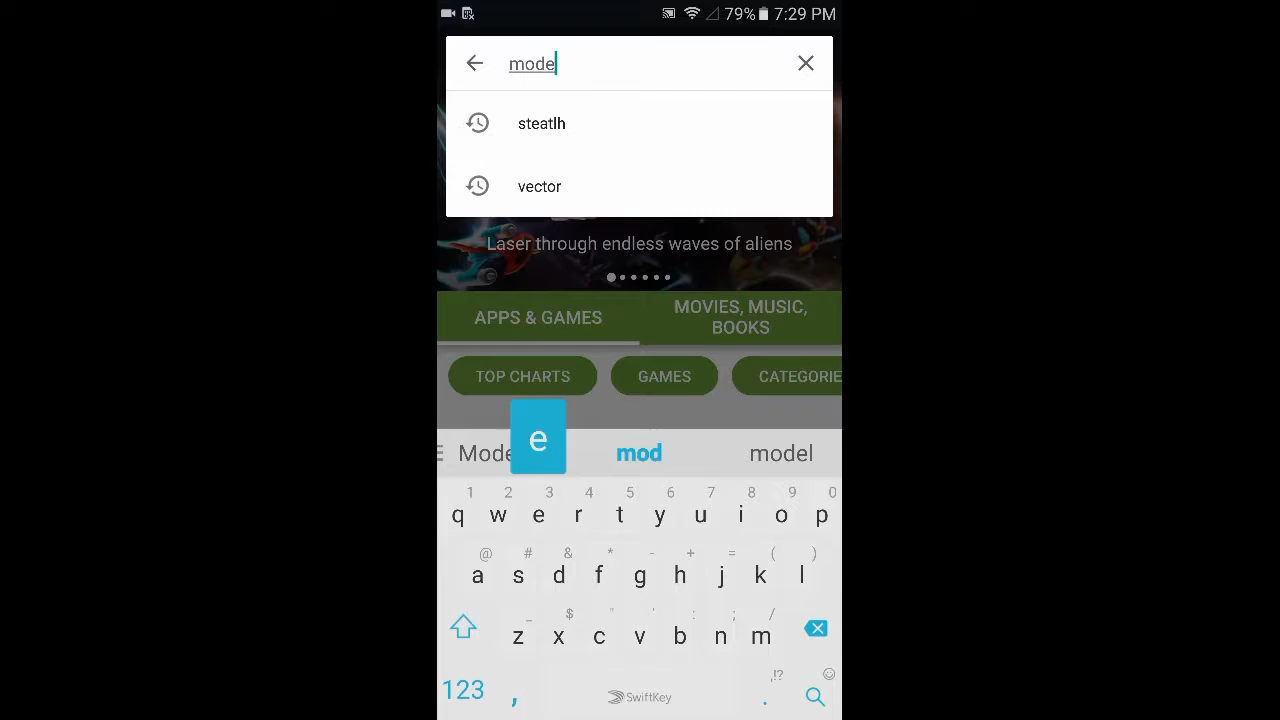 79% 7:29 PM
mode
steatlh
vector
Laser through endless waves of aliens
APPS & GAMES
MOVIES, MUSIC,
BOOKS
TOP CHARTS GAMES CATEGORIE
Mode e mod model
1 2 3 4 5 6 7 8 9 0
q w e r t y u i o p
@ # & * - + = ( )
a s d f g h j k l
_ $ " ' : ; /
z x c v b n m
123 , SwiftKey . ,!?